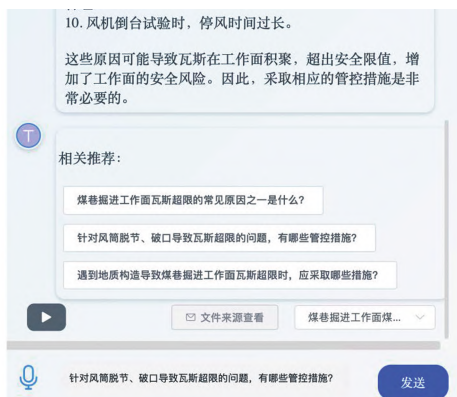 10. 风机倒台试验时，停风时间过长。
这些原因可能导致瓦斯在工作面积聚，超出安全限值，增
加了工作面的安全风险。因此，采取相应的管控措施是非
常必要的。
T
相关推荐：
煤巷掘进工作面瓦斯超限的常见原因之一是什么？
针对风筒脱节、破口导致瓦斯超限的问题，有哪些管控措施？
遇到地质构造导致煤巷掘进工作面瓦斯超限时，应采取哪些措施？
文件来源查看
煤巷掘进工作面煤...
针对风筒脱节、破口导致瓦斯超限的问题，有哪些管控措施？
发送